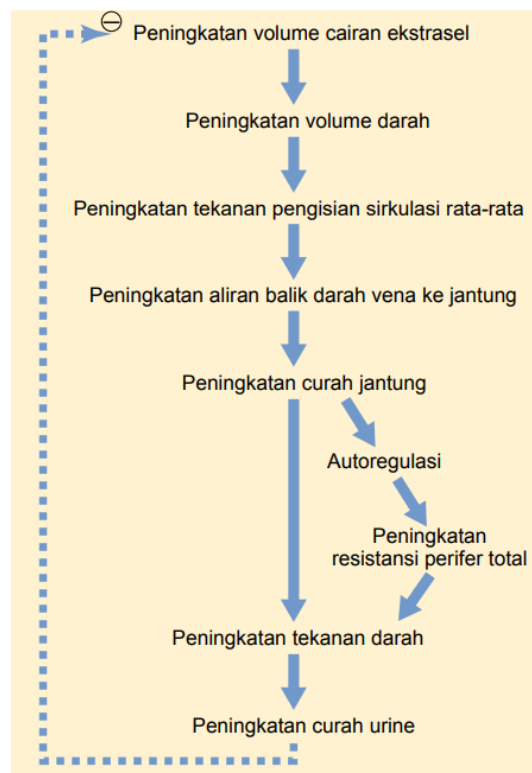 Peningkatan volume cairan ekstrasel
Peningkatan volume darah
Peningkatan tekanan pengisian sirkulasi rata-rata
Peningkatan aliran balik darah vena ke jantung
Peningkatan curah jantung
Autoregulasi
Peningkatan
resistansi perifer total
Peningkatan tekanan darah
Peningkatan curah urine